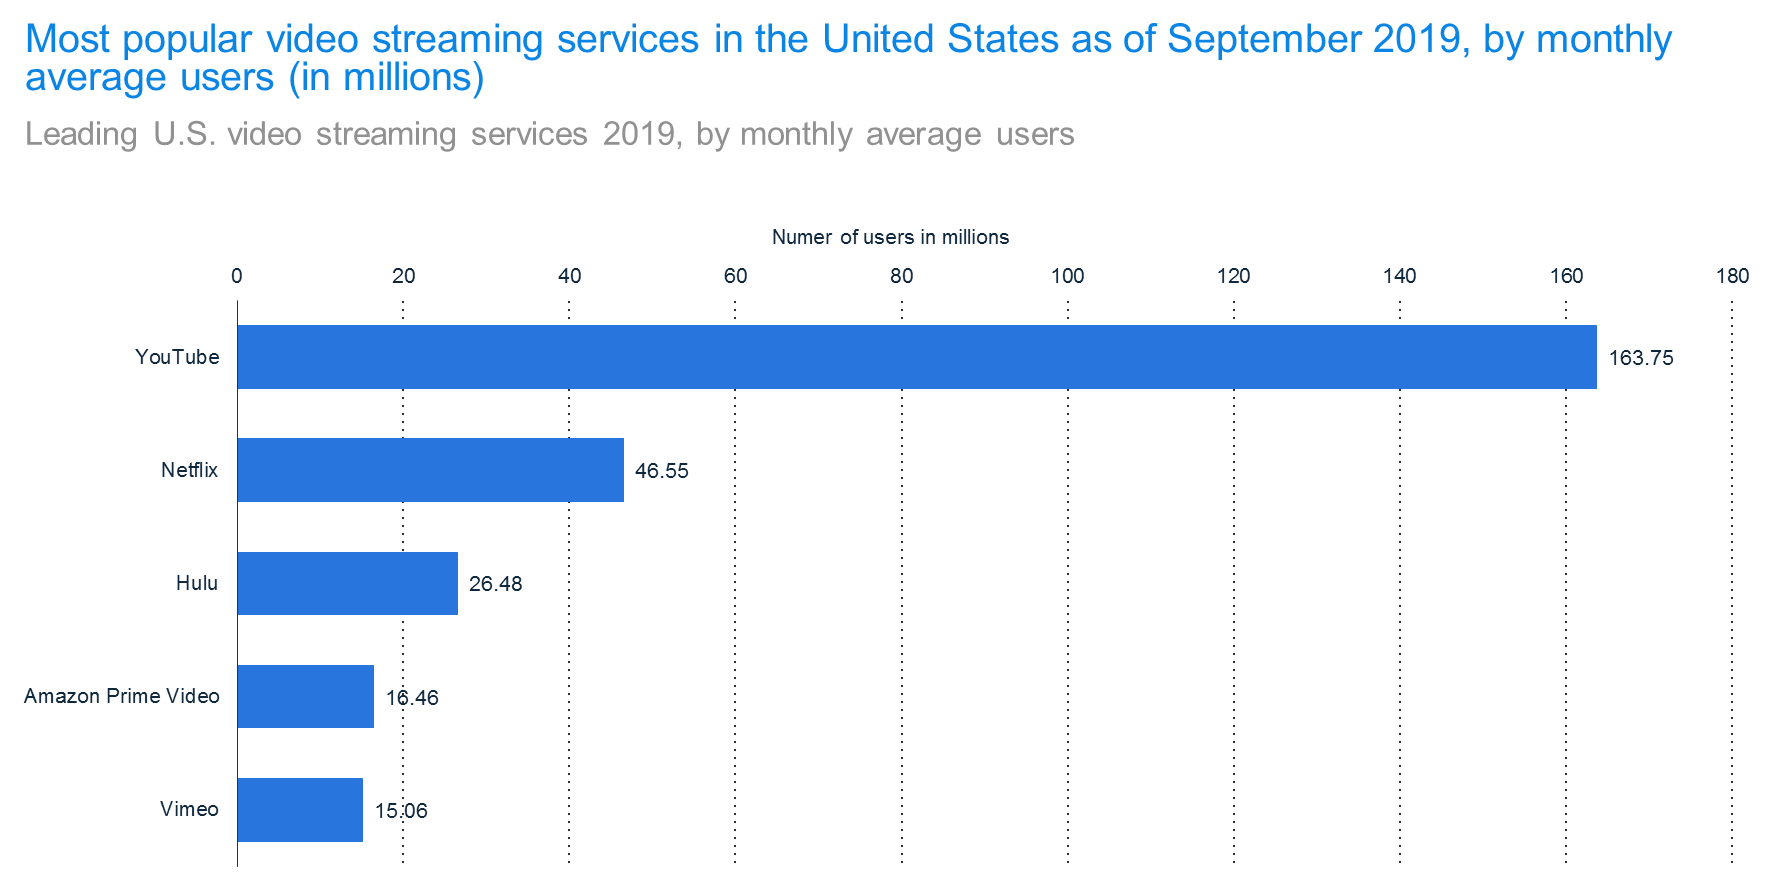 Most popular video streaming services in the United States as of September 2019, by monthly
average users (in millions)
Leading U.S. video streaming services 2019, by monthly average users
Numer of users in millions
0 20 40 60 80 100 120 140 160 180
YouTube 163.75
Netflix 46.55
Hulu 26.48
Amazon Prime Video 16.46
Vimeo 15.06